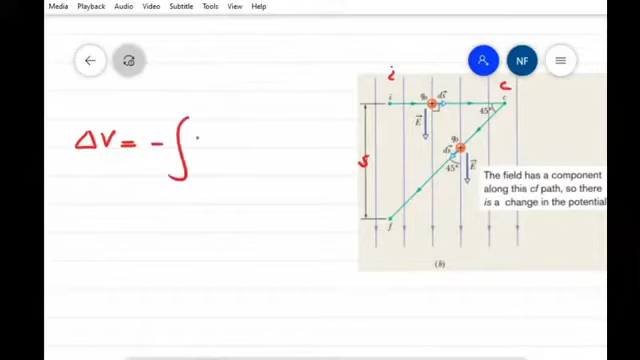 Media Playback Audio Video Subtitle Tools View Help
NF
i
c
i
q₀
ds⃗
c
45°
E⃗
q₀
ΔV = - ∫
s
ds⃗
45°
E⃗
The field has a component
along this cf path, so there
is a change in the potential
f
(b)